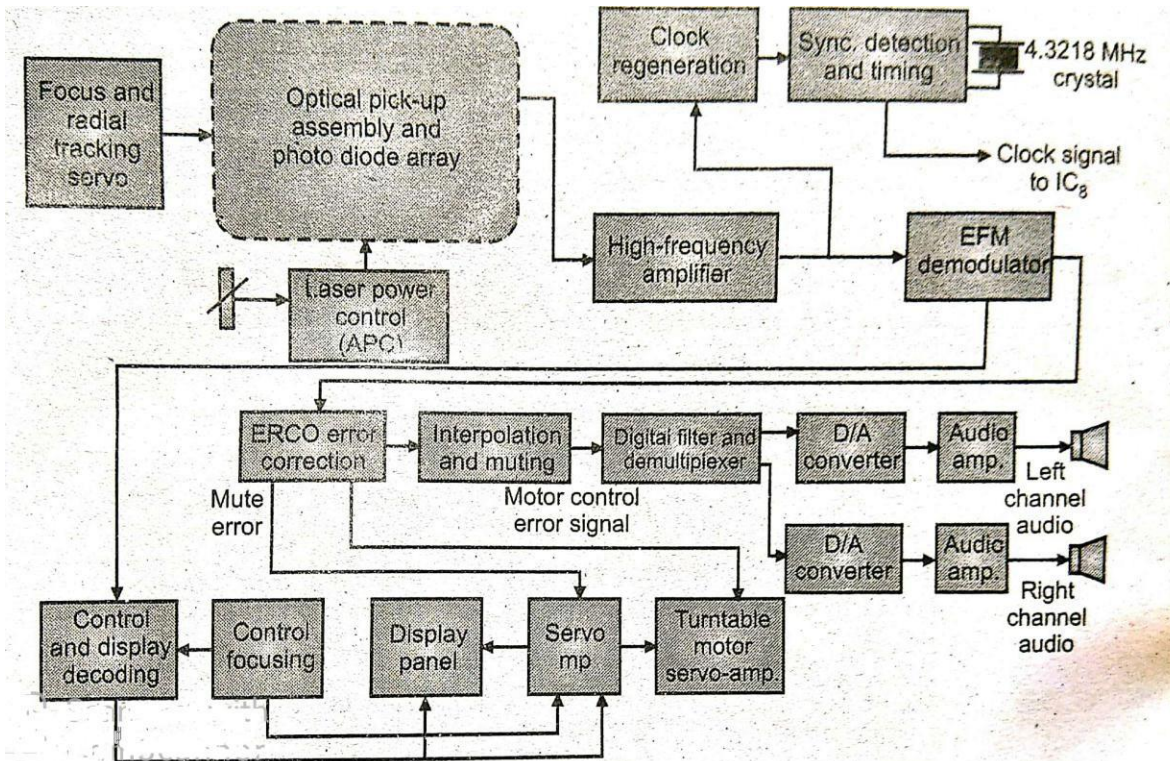 Focus and
radial
tracking
servo
Optical pick-up
assembly and
photo diode array
Clock
regeneration
Sync. detection
and timing
4.3218 MHz
crystal
Clock signal
to IC8
High-frequency
amplifier
EFM
demodulator
Laser power
control
(APC)
ERCO error
correction
Interpolation
and muting
Digital filter and
demultiplexer
D/A
converter
Audio
amp.
Left
channel
audio
Mute
error
Motor control
error signal
D/A
converter
Audio
amp.
Right
channel
audio
Control
and display
decoding
Control
focusing
Display
panel
Servo
mp
Turntable
motor
servo-amp.